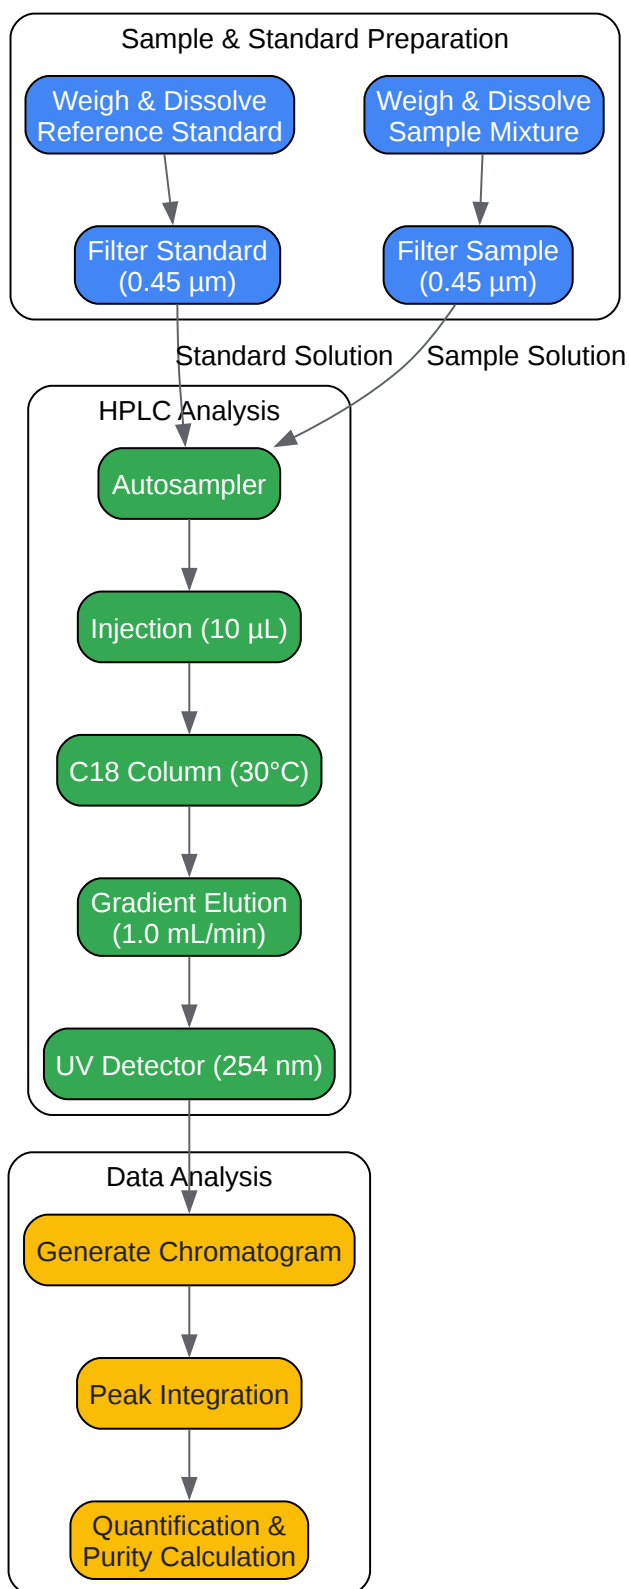 Sample & Standard Preparation
Weigh & Dissolve
Reference Standard
Weigh & Dissolve
Sample Mixture
Filter Standard
(0.45 µm)
Filter Sample
(0.45 µm)
Standard Solution
Sample Solution
HPLC Analysis
Autosampler
Injection (10 µL)
C18 Column (30°C)
Gradient Elution
(1.0 mL/min)
UV Detector (254 nm)
Data Analysis
Generate Chromatogram
Peak Integration
Quantification &
Purity Calculation